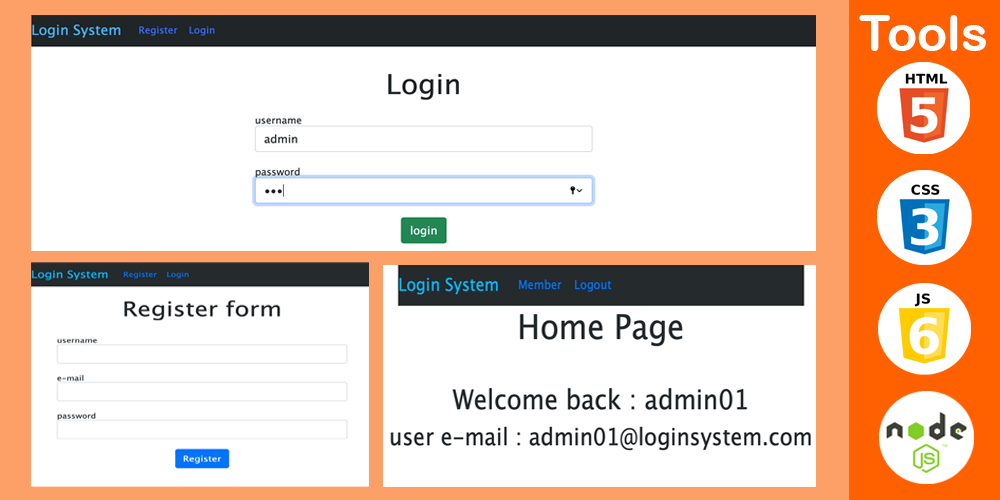 Login System Register Login
Login
username
admin
password
•••
login
Login System Register Login
Register form
username
e-mail
password
Register
Login System Member Logout
Home Page
Welcome back : admin01
user e-mail : admin01@loginsystem.com
Tools
HTML
5
CSS
3
JS
6
node
JS